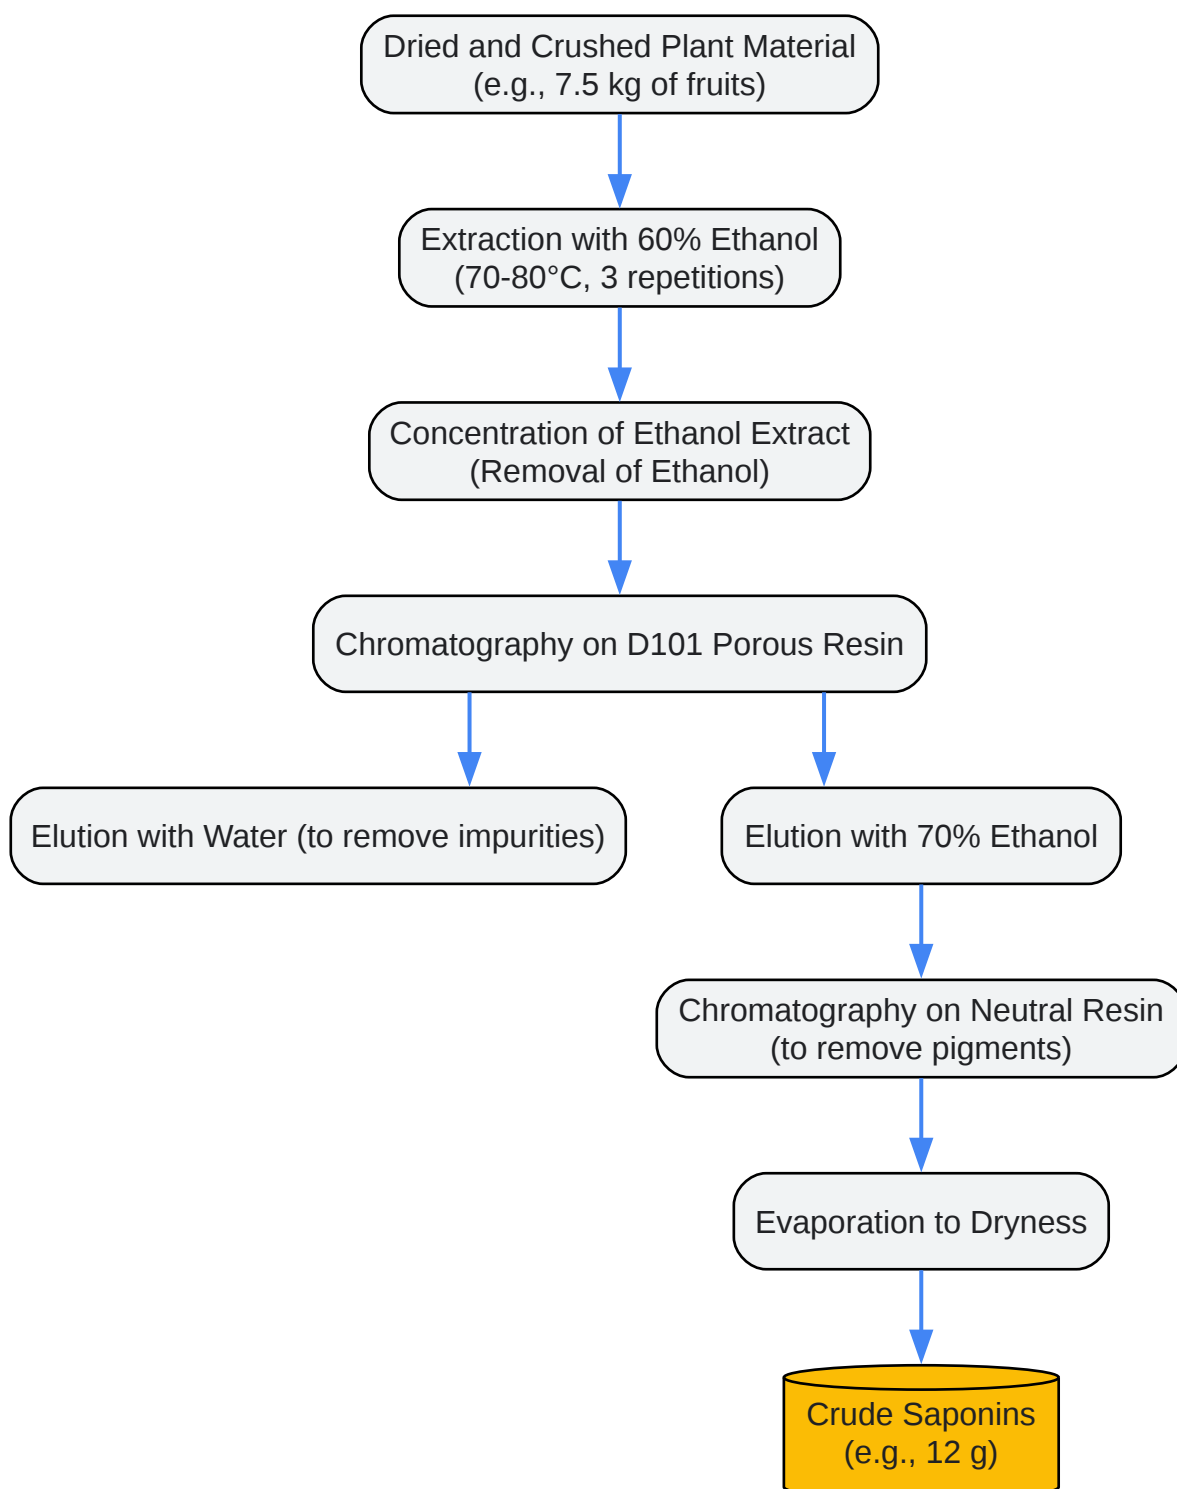 Dried and Crushed Plant Material
(e.g., 7.5 kg of fruits)
Extraction with 60% Ethanol
(70-80°C, 3 repetitions)
Concentration of Ethanol Extract
(Removal of Ethanol)
Chromatography on D101 Porous Resin
Elution with Water (to remove impurities)
Elution with 70% Ethanol
Chromatography on Neutral Resin
(to remove pigments)
Evaporation to Dryness
Crude Saponins
(e.g., 12 g)